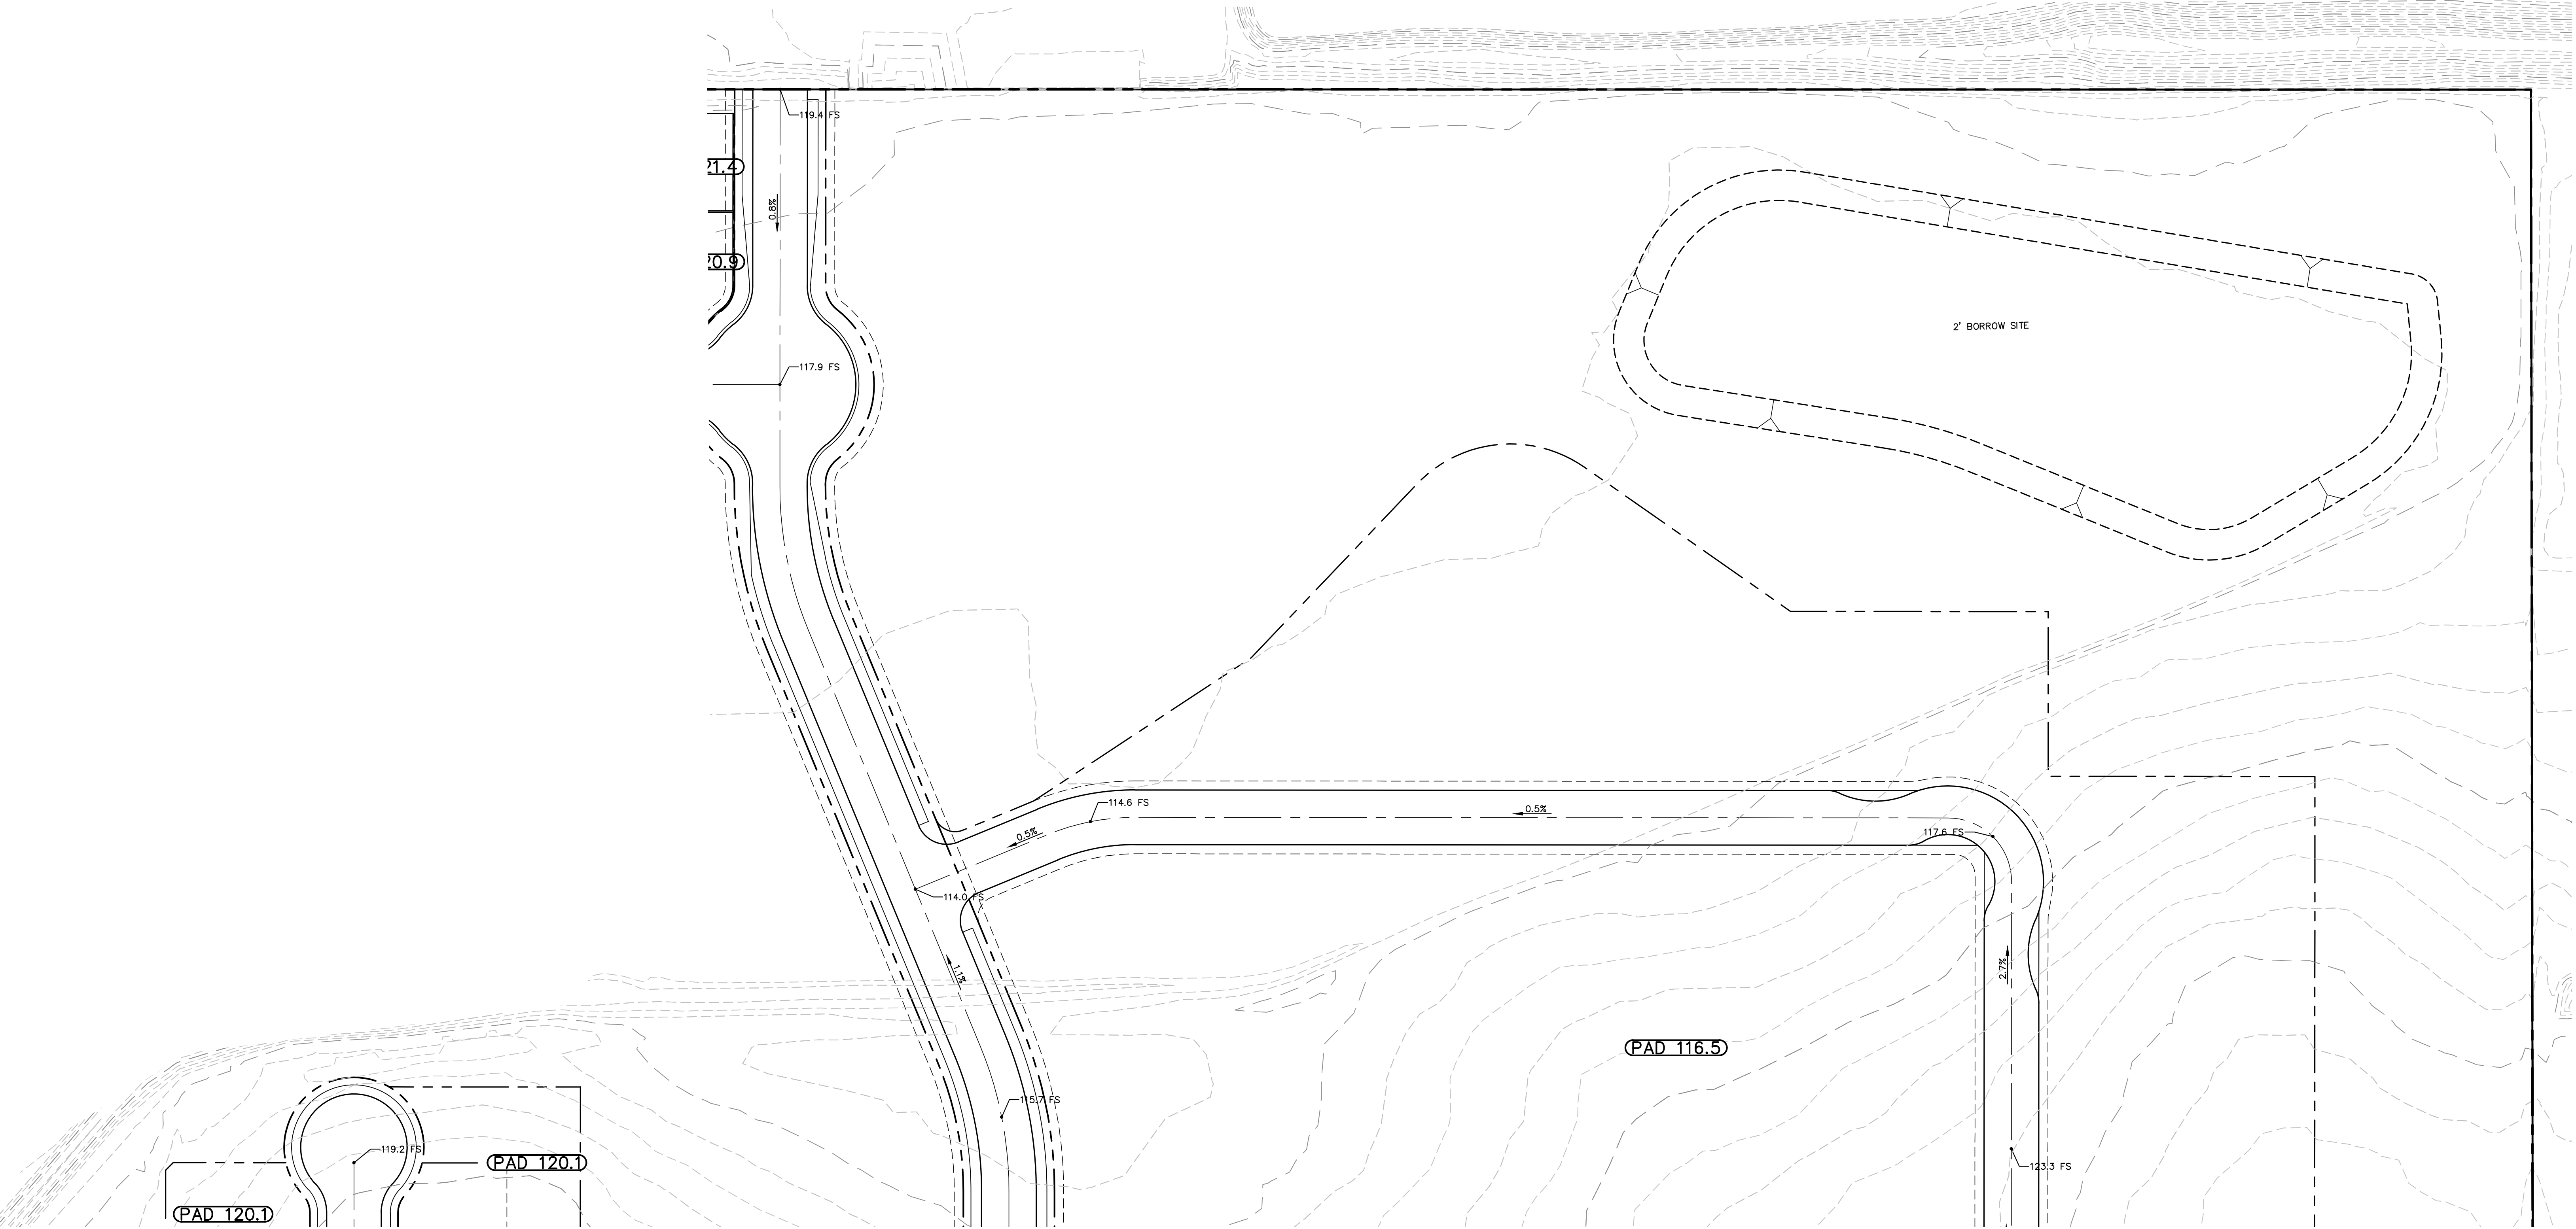 119.4 FS
21.4
0.8%
20.9
2' BORROW SITE
117.9 FS
114.6 FS
0.5%
0.5%
117.6 FS
114.0 FS
1.1%
2.7%
PAD 116.5
115.7 FS
119.2 FS
PAD 120.1
123.3 FS
PAD 120.1